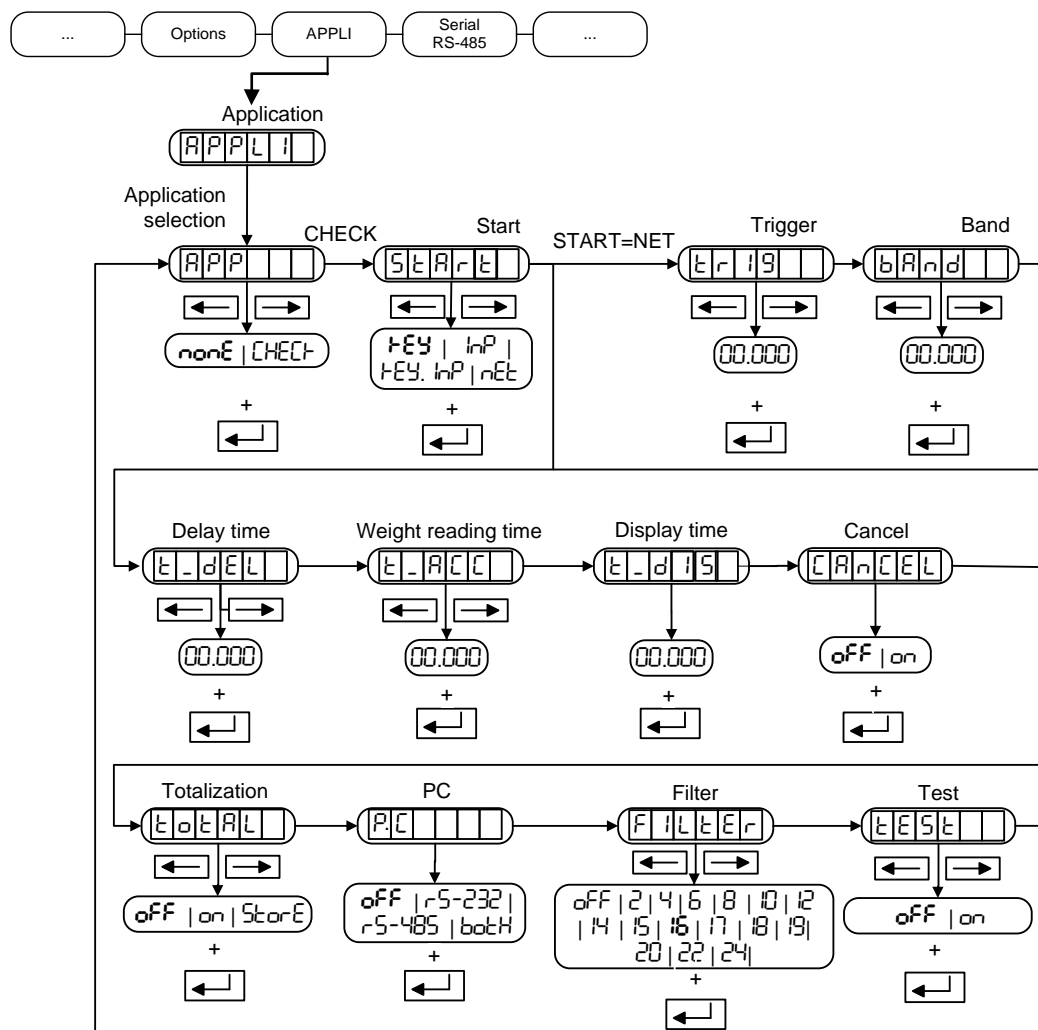 ...
Options
APPLI
Serial
RS-485
...
Application
APPLI
Application
selection
CHECK
Start
START=NET
Trigger
Band
APP
StArt
trIg
bAnd
nonE | CHECK
KEY | InP |
KEY. InP | nEt
00.000
00.000
+
+
+
+
Delay time
Weight reading time
Display time
Cancel
t_dEL
t_ACC
t_dIS
CAnCEL
00.000
00.000
00.000
oFF | on
+
+
+
+
Totalization
PC
Filter
Test
totAL
P.C
FILtEr
tESt
oFF | on | StorE
oFF | rS-232 |
rS-485 | botH
oFF | 2 | 4 | 6 | 8 | 10 | 12
| 14 | 15 | 16 | 17 | 18 | 19 |
20 | 22 | 24 |
oFF | on
+
+
+
+